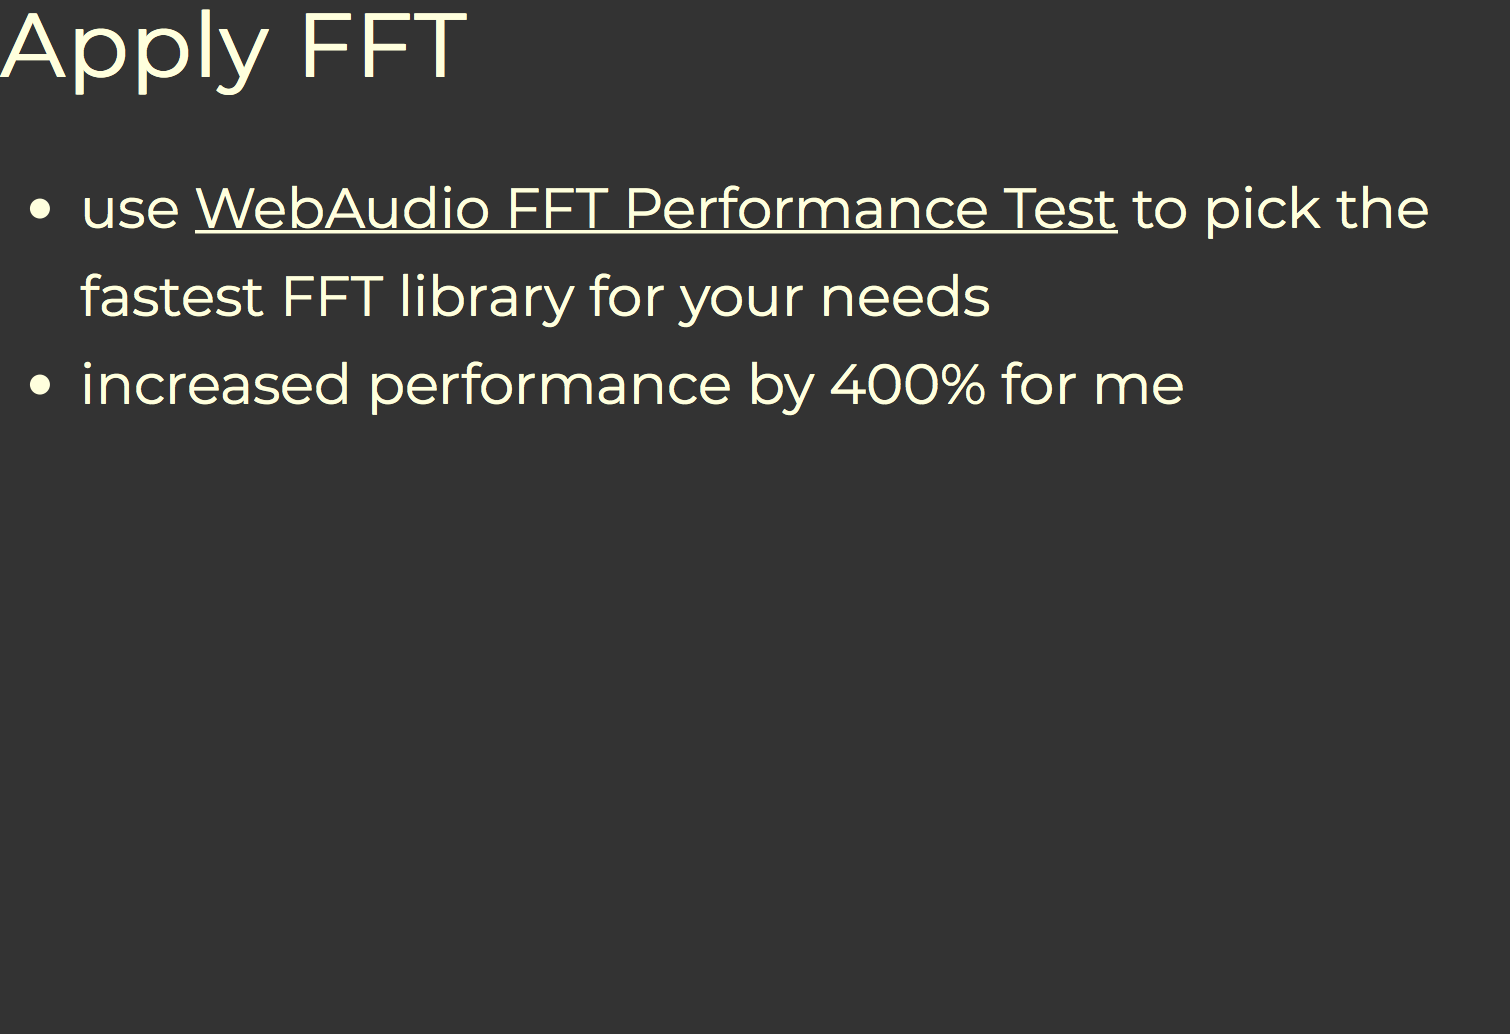 Apply FFT
use WebAudio FFT Performance Test to pick the
fastest FFT library for your needs
increased performance by 400% for me